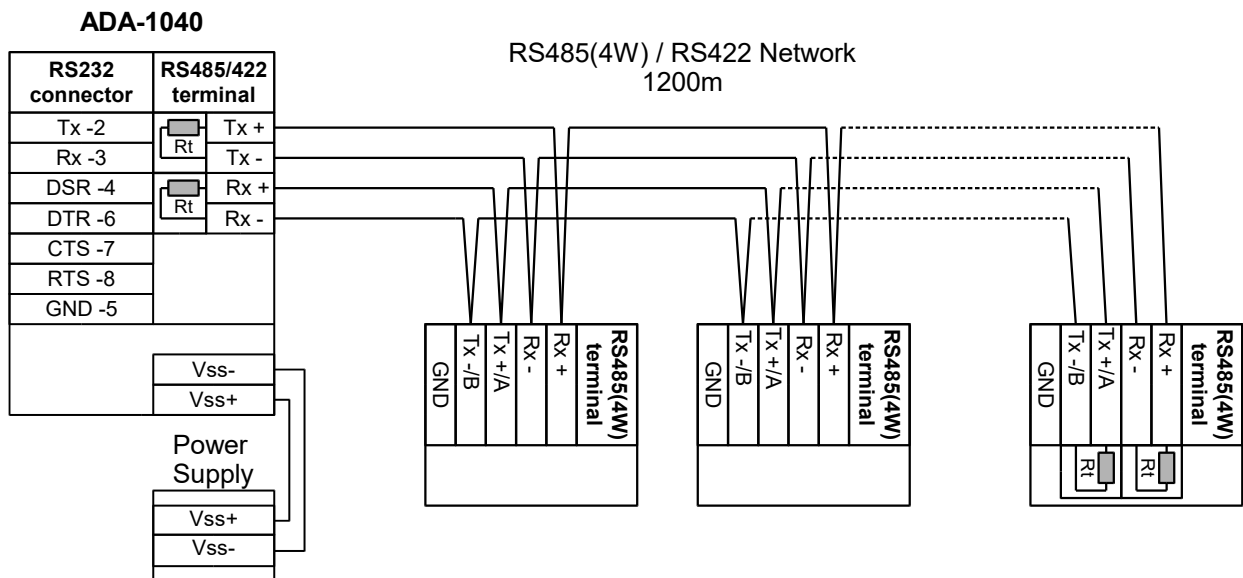 ADA-1040
RS485(4W) / RS422 Network
1200m
RS232 connector
RS485/422 terminal
Tx -2
Rt
Tx +
Rx -3
Tx -
DSR -4
Rt
Rx +
DTR -6
Rx -
CTS -7
RTS -8
GND -5
Vss-
Vss+
Power
Supply
Vss+
Vss-
GND
Tx -/B
Tx +/A
Rx -
Rx +
RS485(4W)
terminal
GND
Tx -/B
Tx +/A
Rx -
Rx +
RS485(4W)
terminal
GND
Tx -/B
Tx +/A
Rx -
Rx +
RS485(4W)
terminal
Rt
Rt